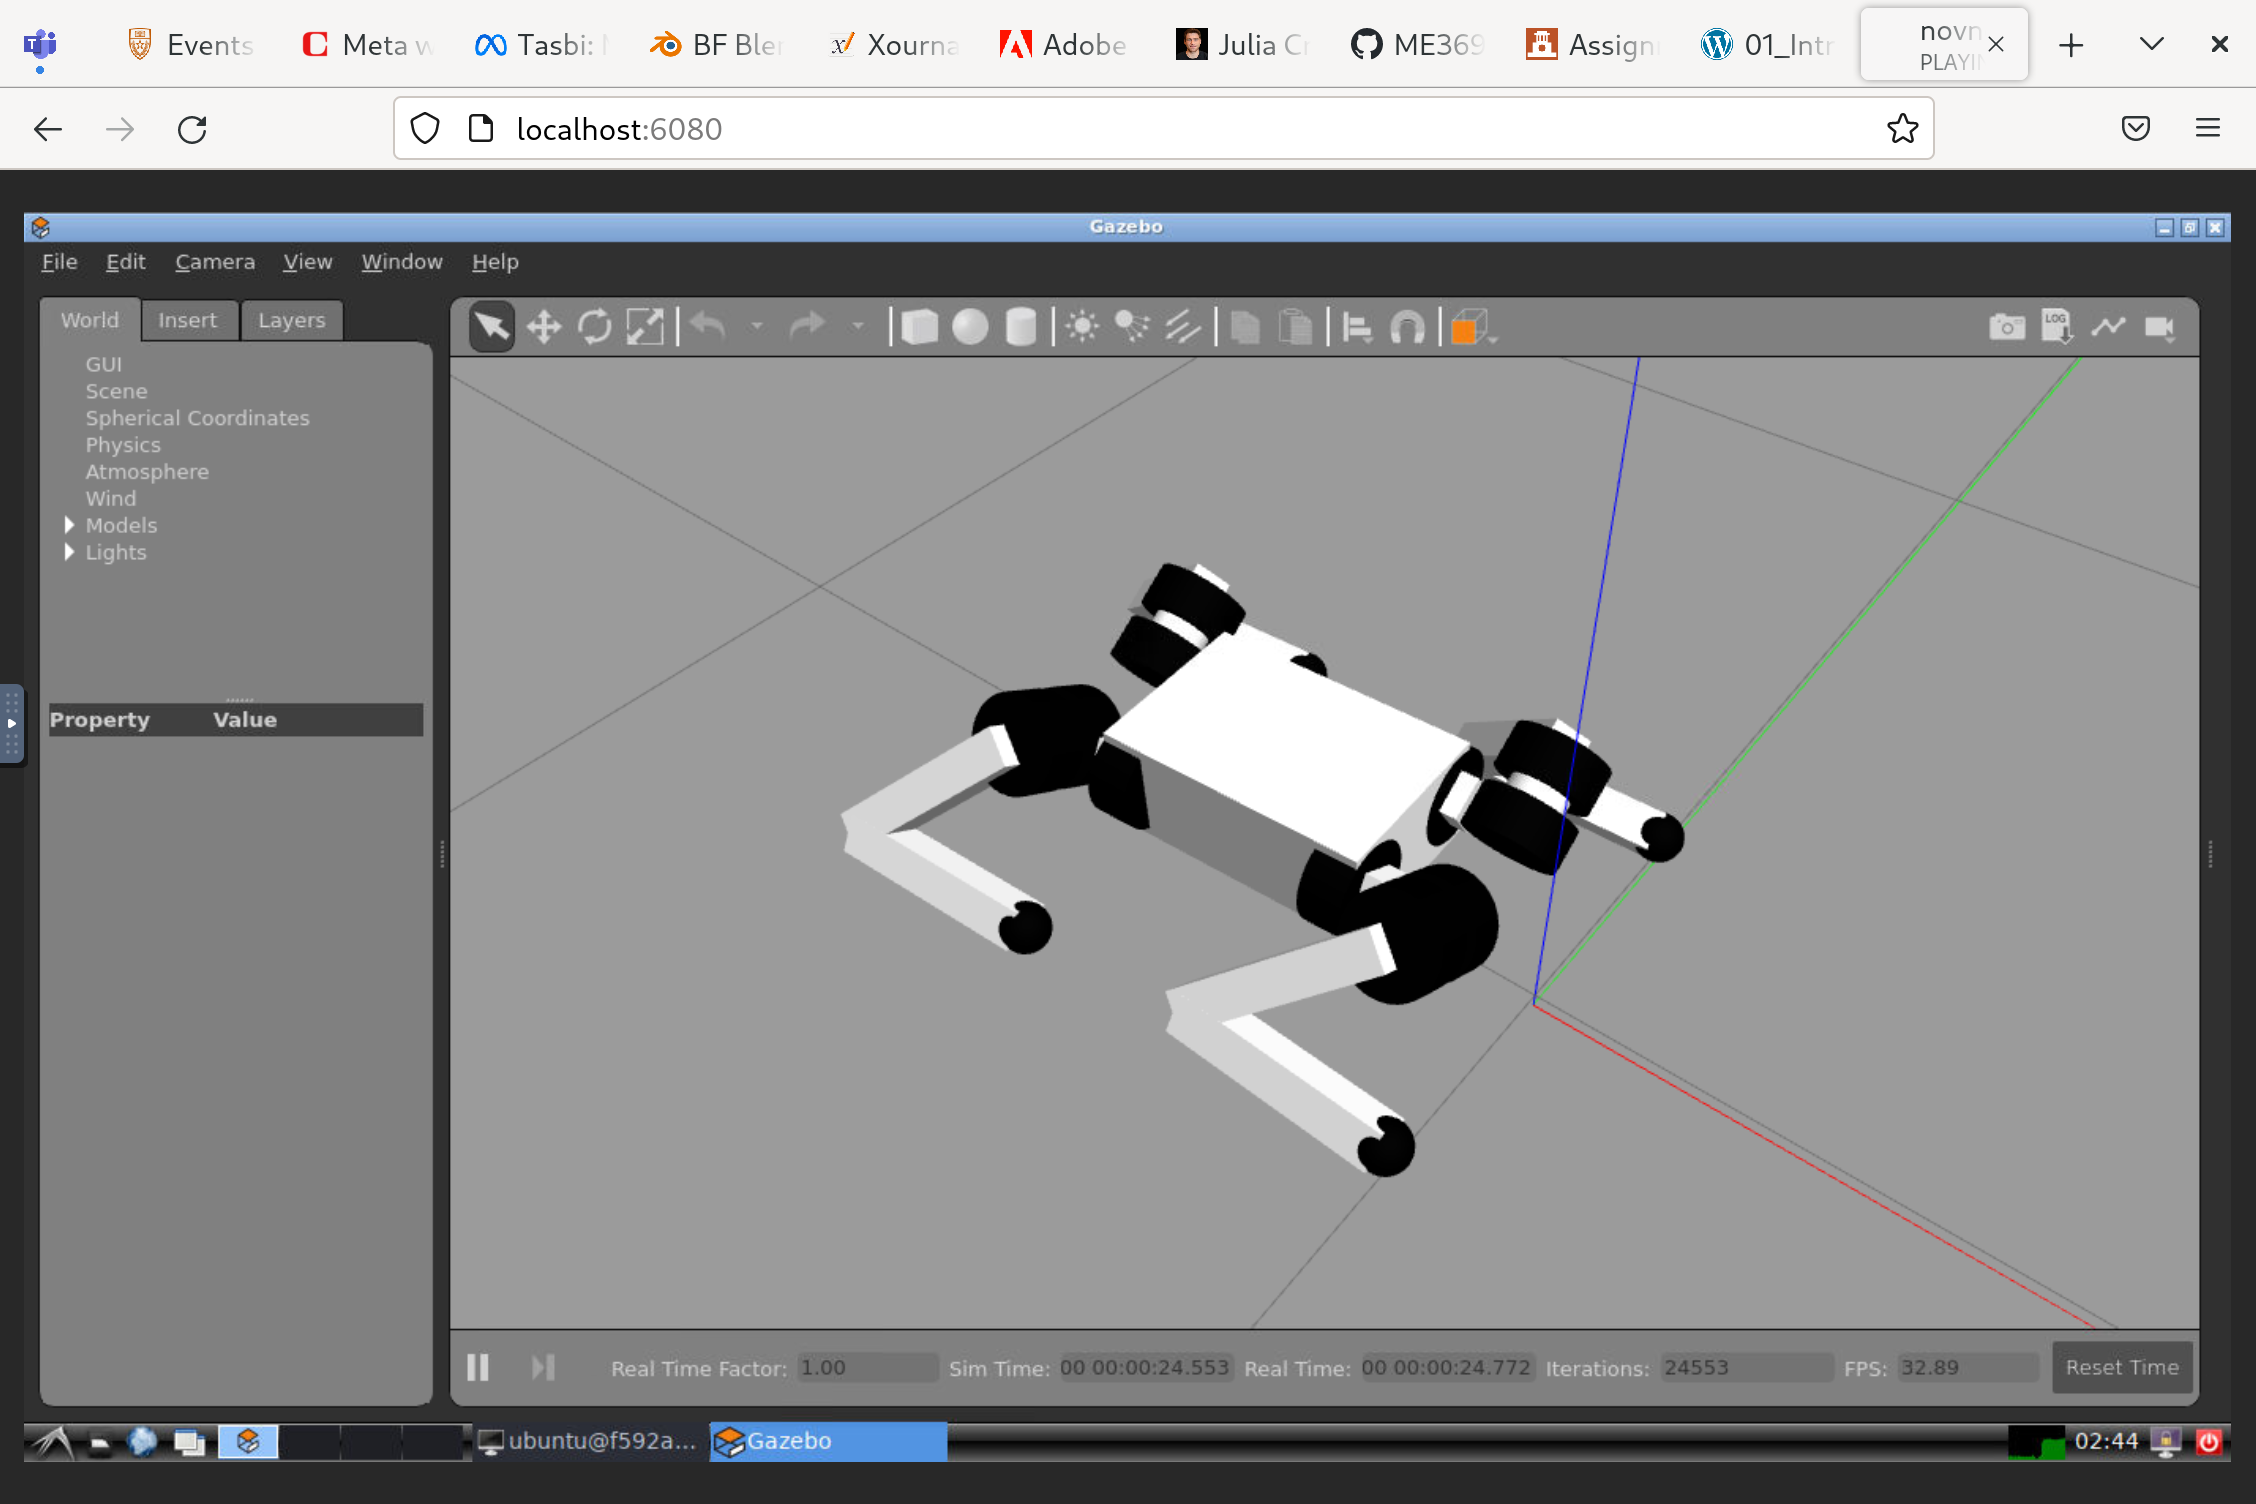 Events
Meta w
Tasbi:
BF Blen
Xourna
Adobe
Julia Cr
ME369
Assign
01_Intr
novn
PLAYIN
localhost:6080
Gazebo
File Edit Camera View Window Help
World Insert Layers
LOG
GUI
Scene
Spherical Coordinates
Physics
Atmosphere
Wind
Models
Lights
Property Value
Real Time Factor: 1.00 Sim Time: 00 00:00:24.553 Real Time: 00 00:00:24.772 Iterations: 24553 FPS: 32.89 Reset Time
ubuntu@f592a... Gazebo 02:44